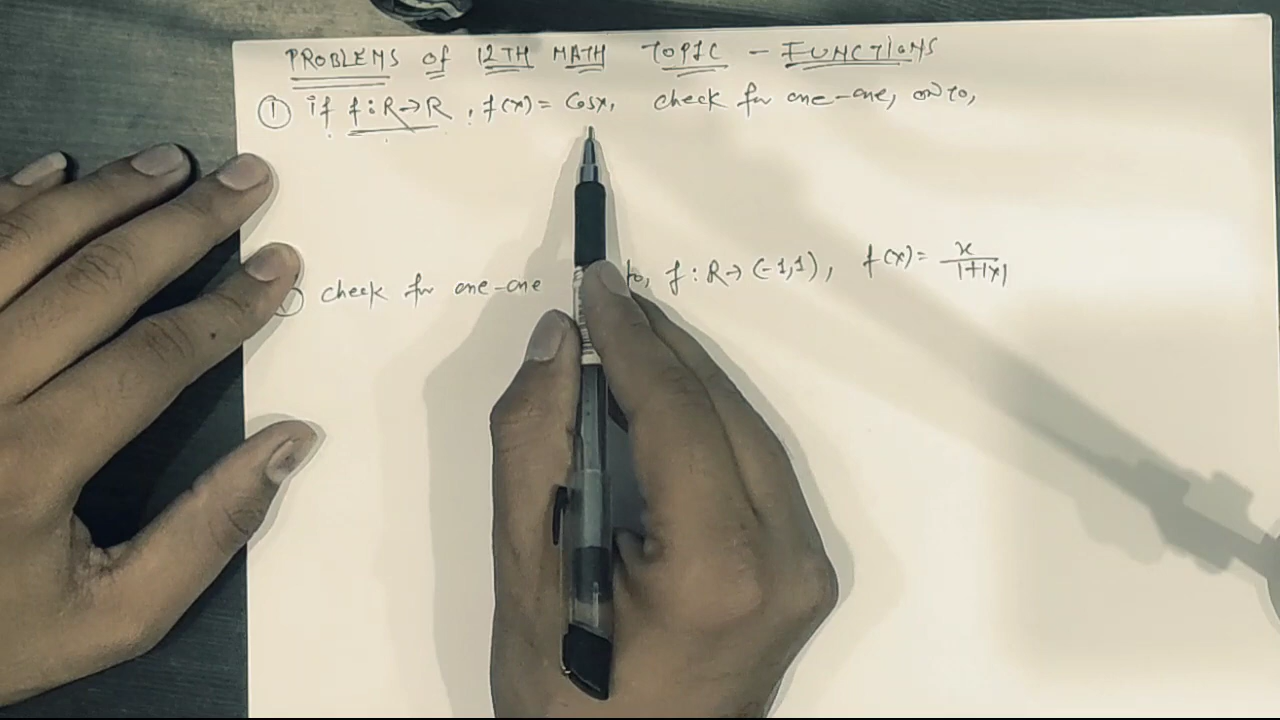 PROBLEMS of 12TH MATH TOPIC - FUNCTIONS
① if f:R→R, f(x) = Cosx, check for one-one, onto,
check for one-one to, f:R→(-1,1), f(x) = x/1+|x|